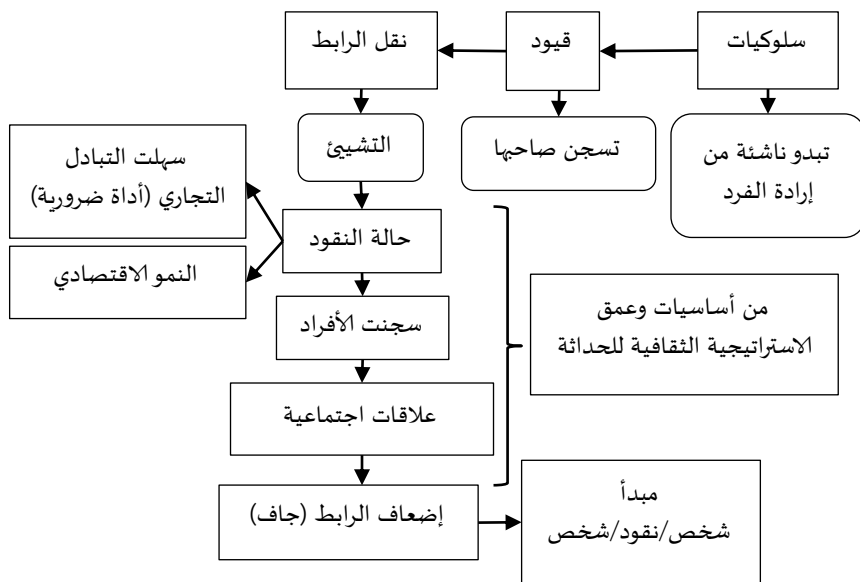 سلوكيات
قيود
نقل الرابط
تبدو ناشئة من
إرادة الفرد
تسجن صاحبها
التشييئ
سهلت التبادل
التجاري (أداة ضرورية)
حالة النقود
النمو الاقتصادي
سجنت الأفراد
من أساسيات وعمق
الاستراتيجية الثقافية للحداثة
علاقات اجتماعية
إضعاف الرابط (جاف)
مبدأ
شخص/نقود/شخص